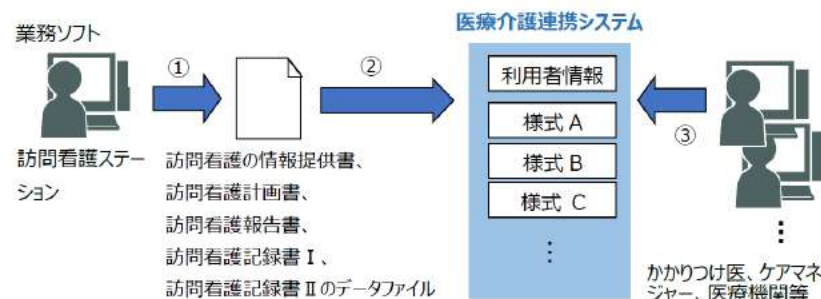 医療介護連携システム
業務ソフト
①
②
利用者情報
様式 A
様式 B
様式 C
⋮
③
訪問看護ステー
ション
訪問看護の情報提供書、
訪問看護計画書、
訪問看護報告書、
訪問看護記録書Ⅰ、
訪問看護記録書Ⅱのデータファイル
⋮
かかりつけ医、ケアマネ
ジャー、医療機関等